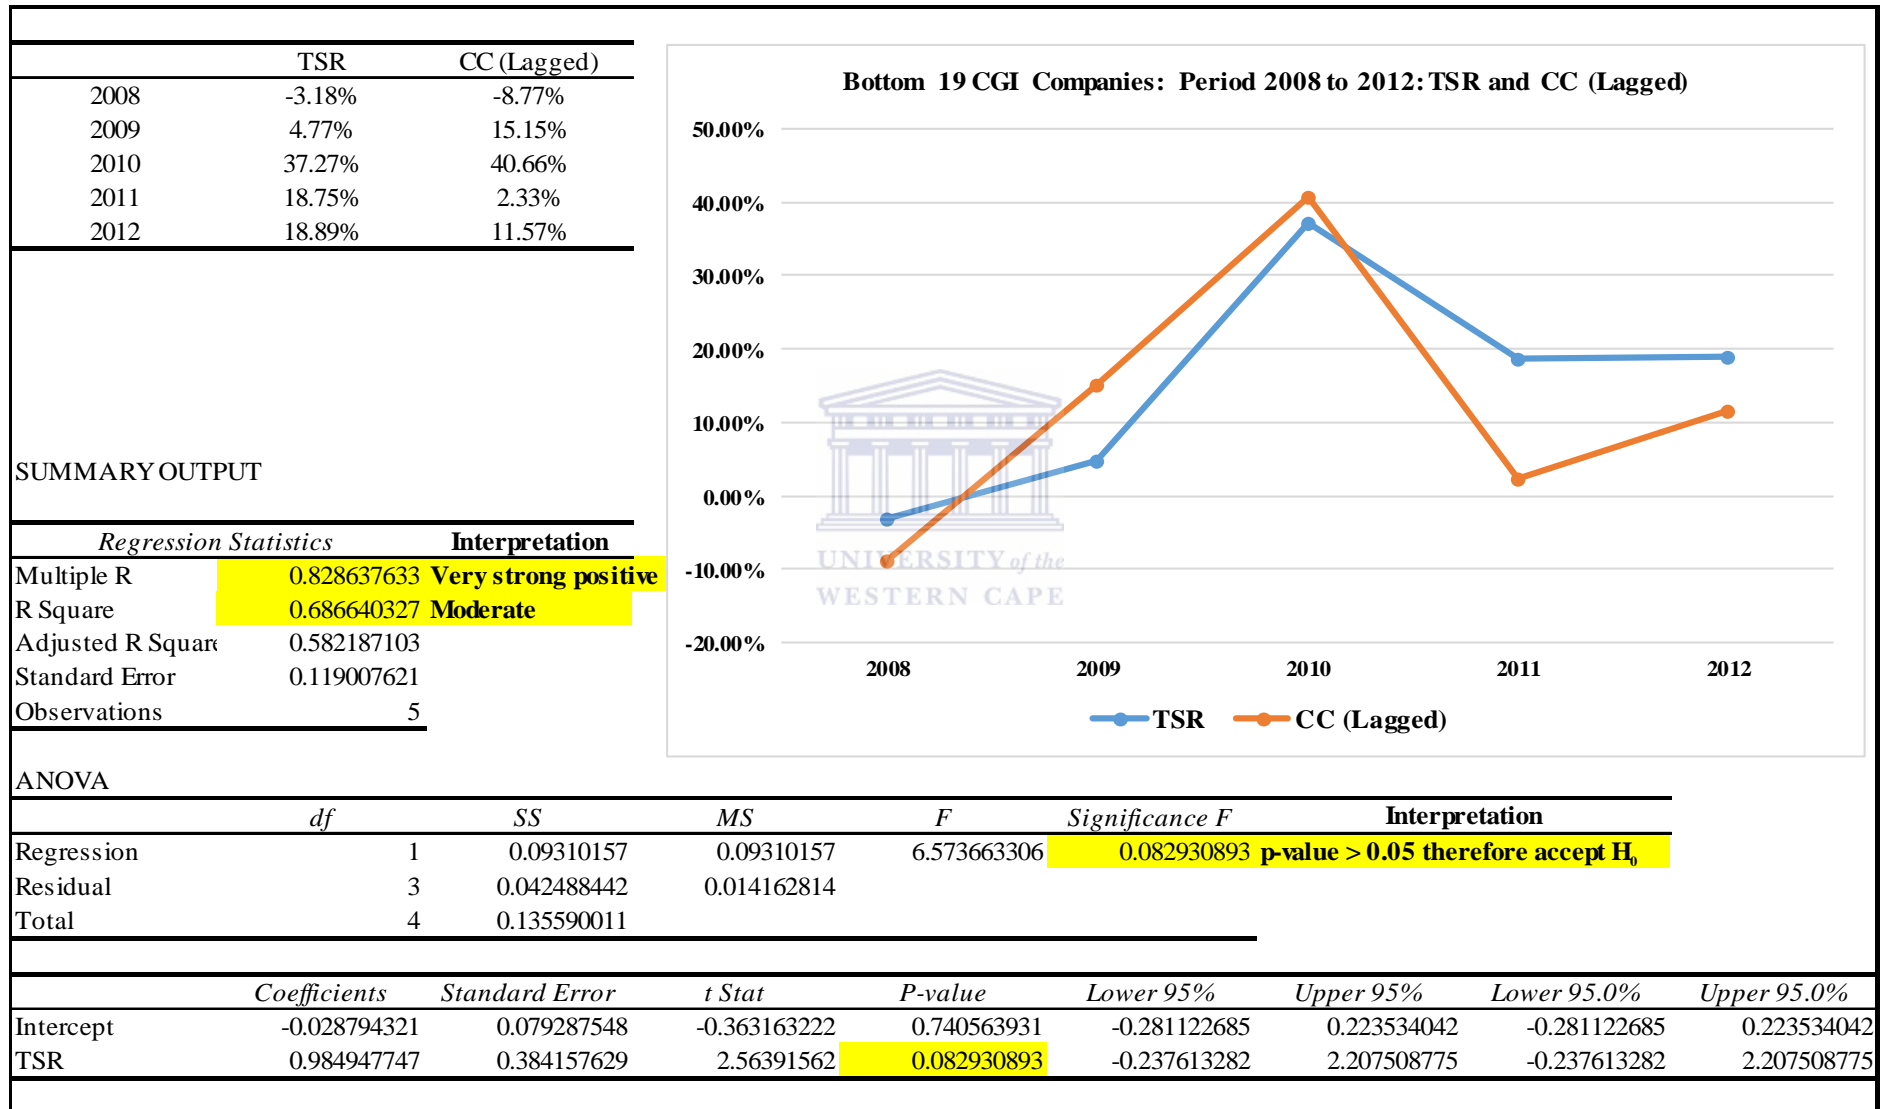 TSR CC (Lagged)
2008 -3.18% -8.77%
2009 4.77% 15.15%
2010 37.27% 40.66%
2011 18.75% 2.33%
2012 18.89% 11.57%
Bottom 19 CGI Companies: Period 2008 to 2012: TSR and CC (Lagged)
50.00%
40.00%
30.00%
20.00%
10.00%
0.00%
-10.00%
-20.00%
2008 2009 2010 2011 2012
TSR CC (Lagged)
UNIVERSITY of the
WESTERN CAPE
SUMMARY OUTPUT
Regression Statistics Interpretation
Multiple R 0.828637633 Very strong positive
R Square 0.686640327 Moderate
Adjusted R Square 0.582187103
Standard Error 0.119007621
Observations 5
ANOVA
df SS MS F Significance F Interpretation
Regression 1 0.09310157 0.09310157 6.573663306 0.082930893 p-value > 0.05 therefore accept H₀
Residual 3 0.042488442 0.014162814
Total 4 0.135590011
Coefficients Standard Error t Stat P-value Lower 95% Upper 95% Lower 95.0% Upper 95.0%
Intercept -0.028794321 0.079287548 -0.363163222 0.740563931 -0.281122685 0.223534042 -0.281122685 0.223534042
TSR 0.984947747 0.384157629 2.56391562 0.082930893 -0.237613282 2.207508775 -0.237613282 2.207508775